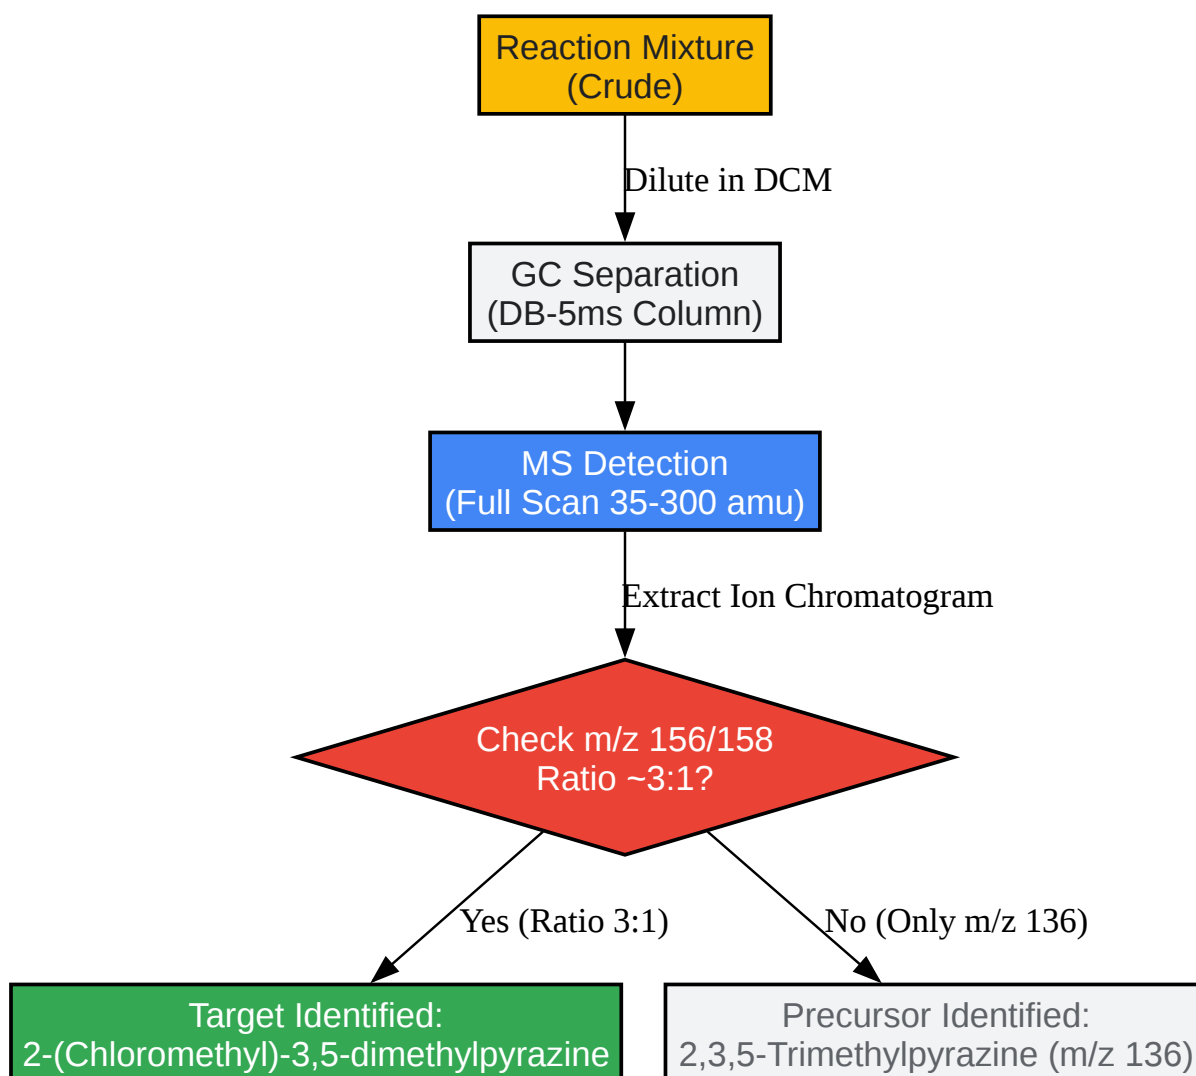 Reaction Mixture
(Crude)
Dilute in DCM
GC Separation
(DB-5ms Column)
MS Detection
(Full Scan 35-300 amu)
Extract Ion Chromatogram
Check m/z 156/158
Ratio ~3:1?
Yes (Ratio 3:1)
No (Only m/z 136)
Target Identified:
2-(Chloromethyl)-3,5-dimethylpyrazine
Precursor Identified:
2,3,5-Trimethylpyrazine (m/z 136)